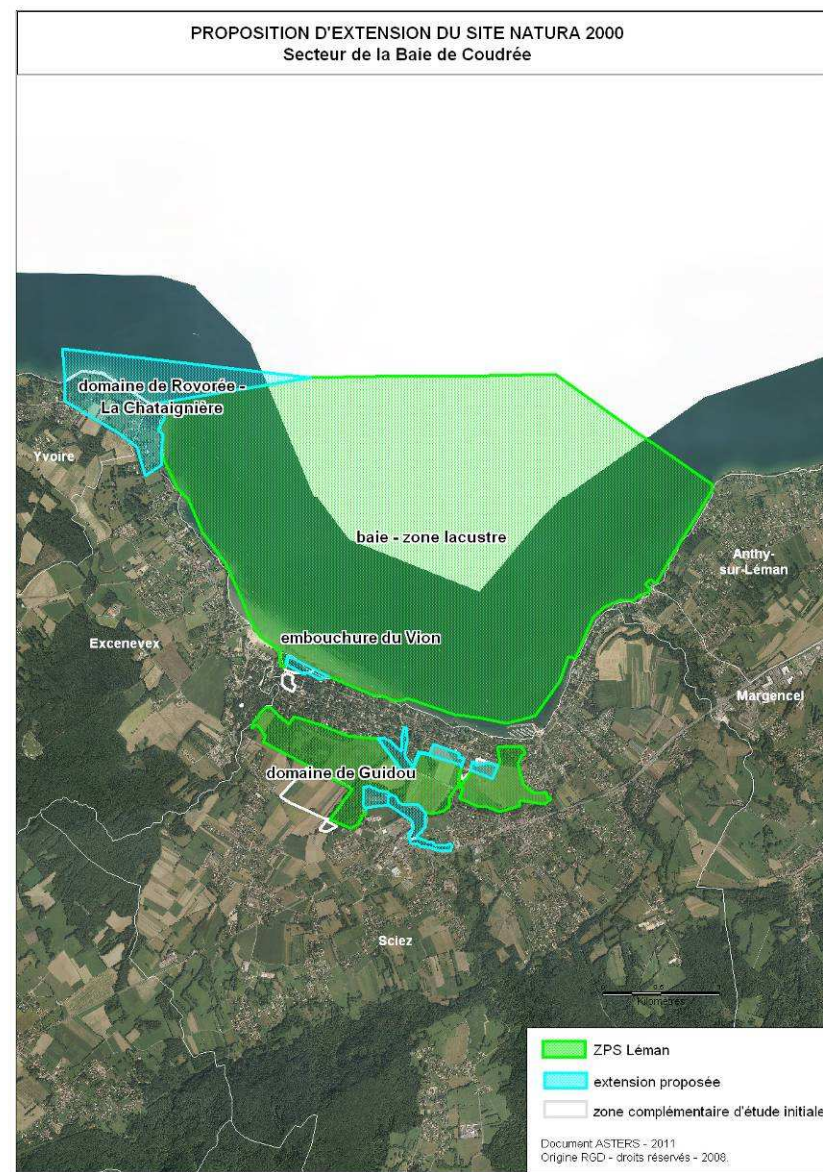 PROPOSITION D'EXTENSION DU SITE NATURA 2000
Secteur de la Baie de Coudrée
domaine de Rovorée -
La Chataignière
Yvoire
baie - zone lacustre
Anthy-
sur-Léman
embouchure du Vion
Excenevex
Margencel
domaine de Guidou
Sciez
0.5
Kilomètres
ZPS Léman
extension proposée
zone complémentaire d'étude initiale
Document ASTERS - 2011
Origine RGD - droits réservés - 2008.